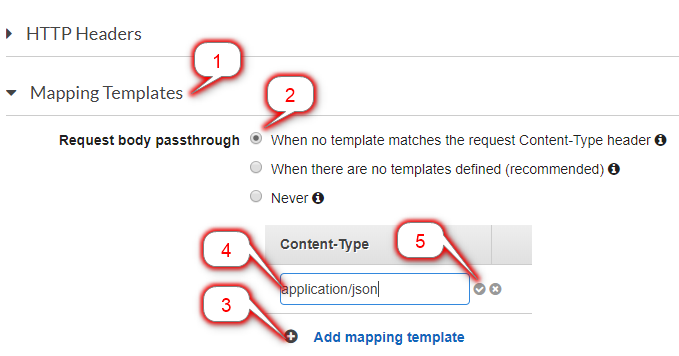 HTTP Headers
1
Mapping Templates
2
Request body passthrough When no template matches the request Content-Type header
When there are no templates defined (recommended)
Never
Content-Type 5
4
application/json
3
Add mapping template